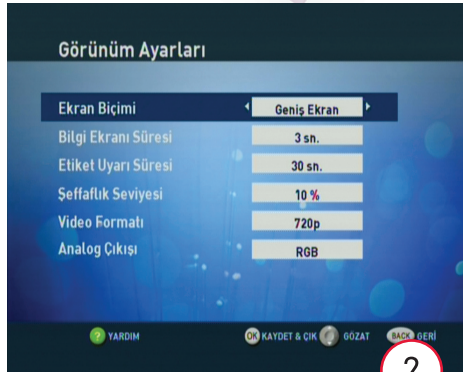 Görünüm Ayarları
Ekran Biçimi Geniş Ekran
Bilgi Ekranı Süresi 3 sn.
Etiket Uyarı Süresi 30 sn.
Şeffaflık Seviyesi 10 %
Video Formatı 720p
Analog Çıkışı RGB
? YARDIM OK KAYDET & ÇIK GÖZAT BACK GERİ
2